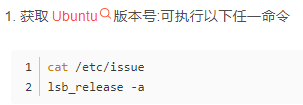 1. 获取 Ubuntu 版本号:可执行以下任一命令
1 cat /etc/issue
2 lsb_release -a